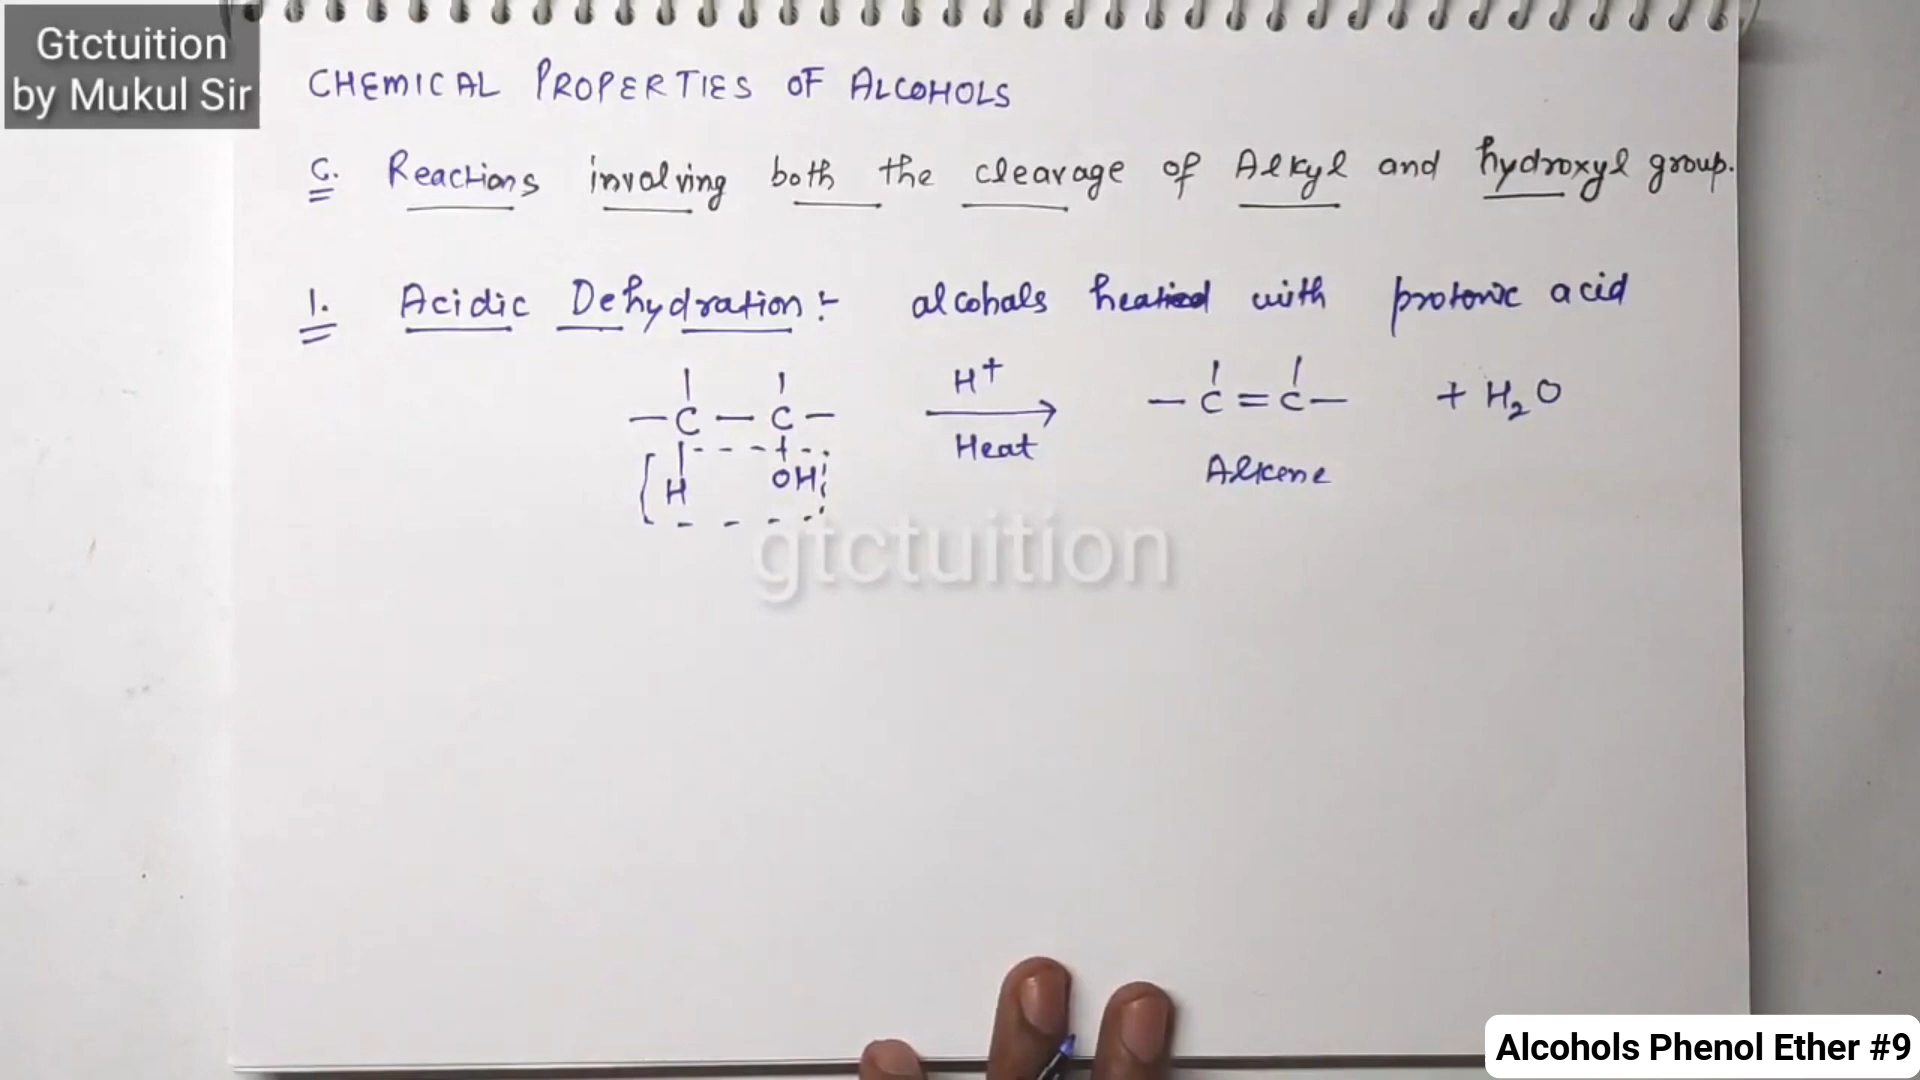 Gtctuition
by Mukul Sir
CHEMICAL PROPERTIES OF ALCOHOLS
C. Reactions involving both the cleavage of Alkyl and hydroxyl group.
1. Acidic Dehydration:- alcohals heated with protonic acid
H+
—C—C— → —C=C— + H₂O
Heat
H OH
Alkene
gtctuition
Alcohols Phenol Ether #9